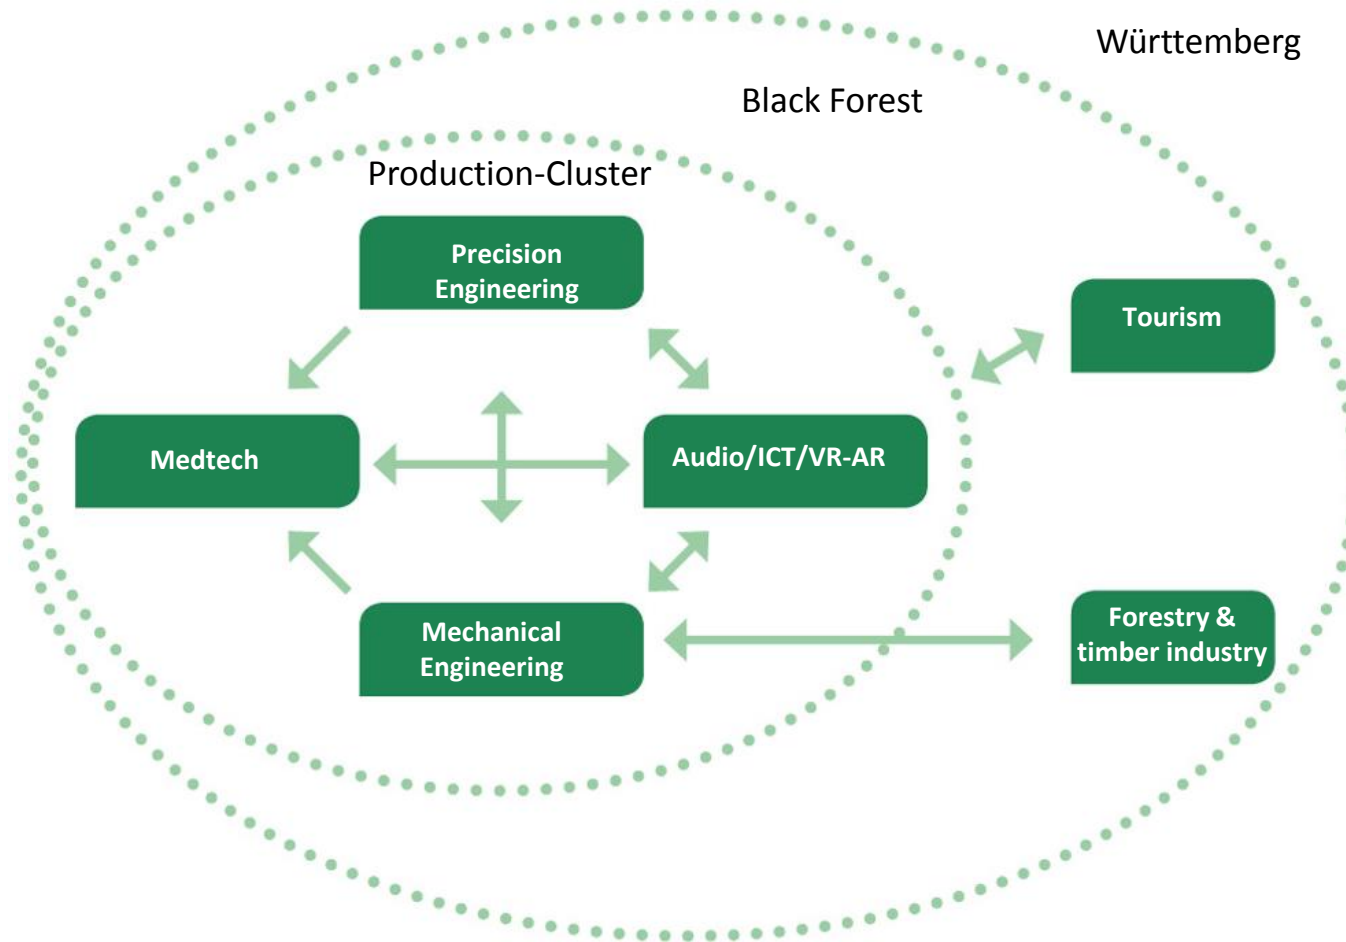 Württemberg
Black Forest
Production-Cluster
Precision
Engineering
Tourism
Medtech
Audio/ICT/VR-AR
Mechanical
Engineering
Forestry &
timber industry